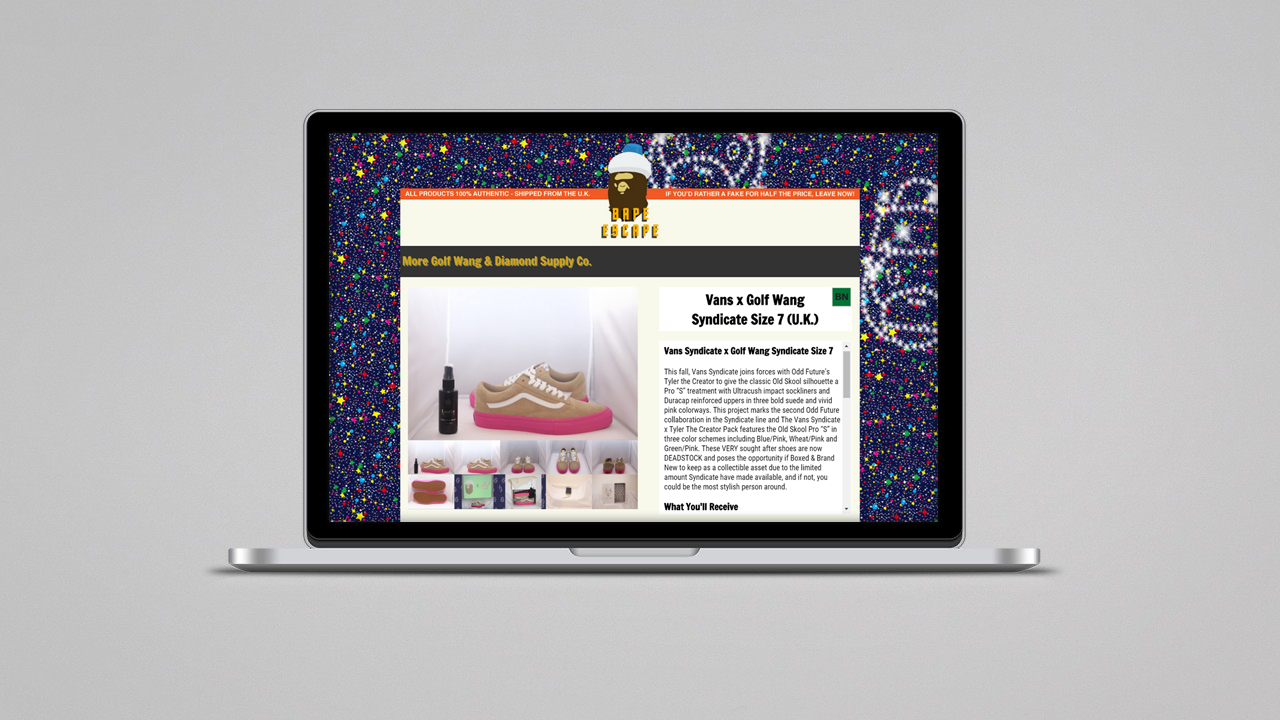 ALL PRODUCTS 100% AUTHENTIC - SHIPPED FROM THE U.K.
IF YOU'D RATHER A FAKE FOR HALF THE PRICE, LEAVE NOW!
BAPE
ESCAPE
More Golf Wang & Diamond Supply Co.
Vans x Golf Wang
Syndicate Size 7 (U.K.)
BN
Vans Syndicate x Golf Wang Syndicate Size 7
This fall, Vans Syndicate joins forces with Odd Future's
Tyler the Creator to give the classic Old Skool silhouette a
Pro "S" treatment with Ultracush impact sockliners and
Duracap reinforced uppers in three bold suede and vivid
pink colorways. This project marks the second Odd Future
collaboration in the Syndicate line and The Vans Syndicate
x Tyler The Creator Pack features the Old Skool Pro "S" in
three color schemes including Blue/Pink, Wheat/Pink and
Green/Pink. These VERY sought after shoes are now
DEADSTOCK and poses the opportunity if Boxed & Brand
New to keep as a collectible asset due to the limited
amount Syndicate have made available, and if not, you
could be the most stylish person around.
What You'll Receive